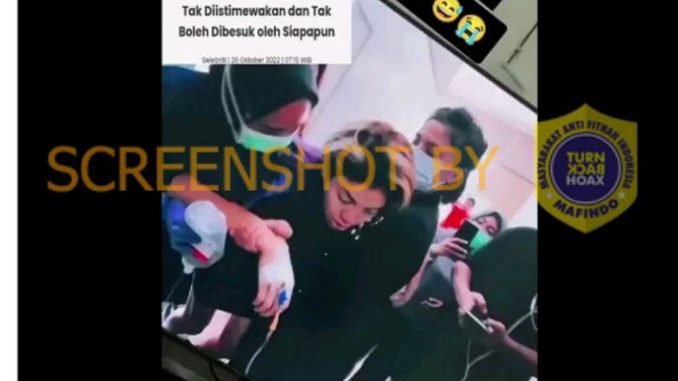 Tak Diistimewakan dan Tak
Boleh Dibesuk oleh Siapapun
Selebriti | 25 Oktober 2022 | 07:15 WIB
SCREENSHOT BY
MASYARAKAT ANTI FITNAH INDONESIA
TURN
BACK
HOAX
MAFINDO